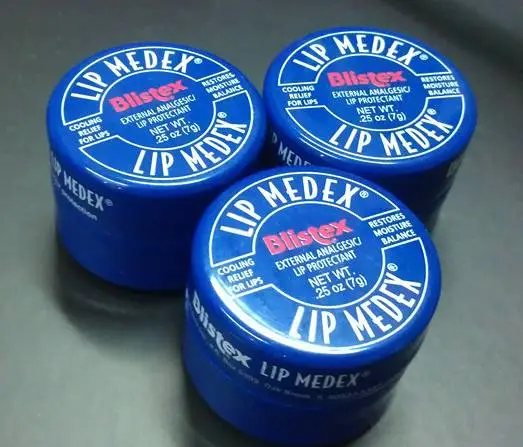 LIP MEDEX®
Blistex
COOLING
RELIEF
FOR LIPS
EXTERNAL ANALGESIC/
LIP PROTECTANT
RESTORES
MOISTURE
BALANCE
NET WT.
.25 oz (7g)
LIP MEDEX®
LIP MEDEX®
protection
LIP MEDEX®
Blistex
COOLING
RELIEF
FOR LIPS
EXTERNAL ANALGESIC/
LIP PROTECTANT
RESTORES
MOISTURE
BALANCE
NET WT.
.25 oz (7g)
LIP MEDEX®
LIP MEDEX®
Blistex
COOLING
RELIEF
FOR LIPS
EXTERNAL ANALGESIC/
LIP PROTECTANT
RESTORES
MOISTURE
BALANCE
NET WT.
.25 oz (7g)
LIP MEDEX®
Blistex LIP MEDEX®